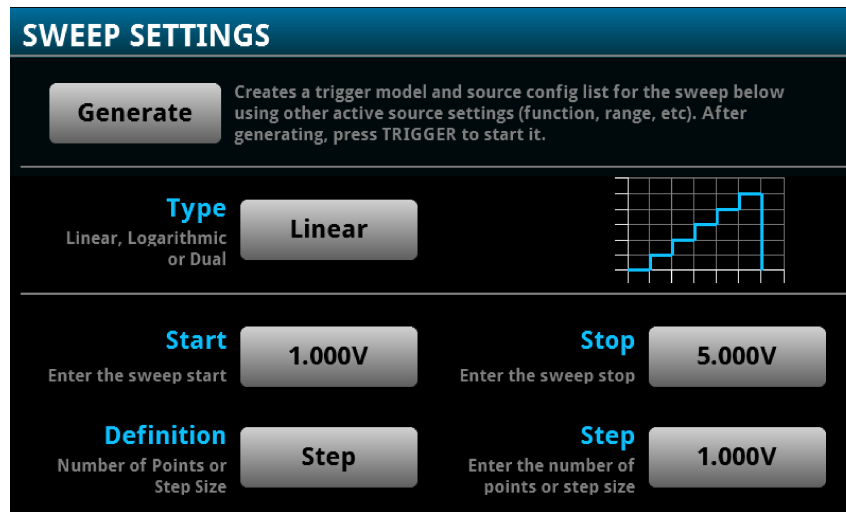 SWEEP SETTINGS
Generate
Creates a trigger model and source config list for the sweep below
using other active source settings (function, range, etc). After
generating, press TRIGGER to start it.
Type
Linear, Logarithmic
or Dual
Linear
Start
Enter the sweep start
1.000V
Stop
Enter the sweep stop
5.000V
Definition
Number of Points or
Step Size
Step
Step
Enter the number of
points or step size
1.000V